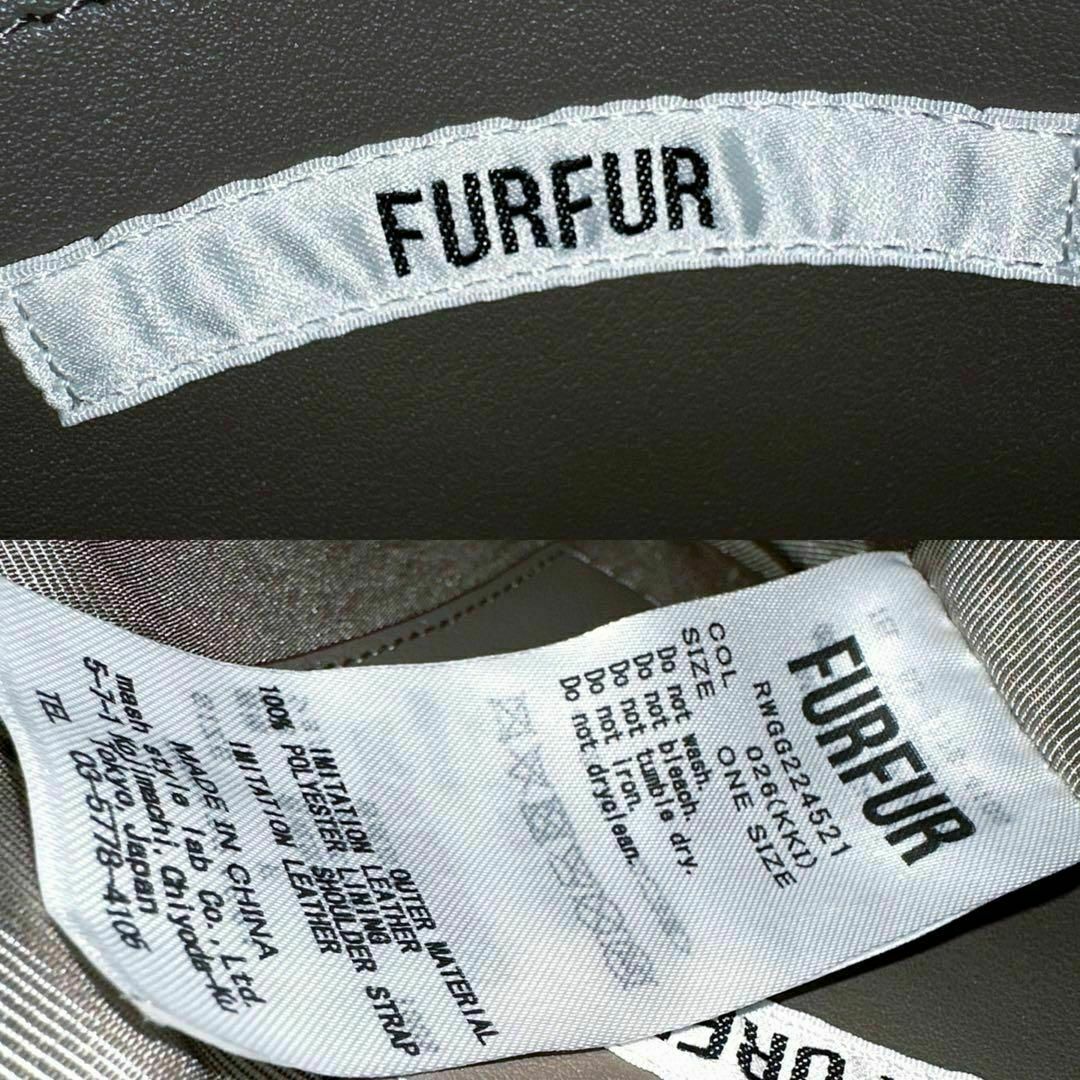 FURFUR
FURFUR
RWGG224521
COL 026(KKI)
SIZE ONE SIZE
Do not wash.
Do not bleach.
Do not tumble dry.
Do not iron.
Do not dryclean.
OUTER MATERIAL
IMITATION LEATHER
LINING
100% POLYESTER
SHOULDER STRAP
IMITATION LEATHER
MADE IN CHINA
mash style lab Co., Ltd.
5-7-1 Kojimachi, Chiyoda-Ku
Tokyo, Japan
TEL 03-5778-4106
FURFUR